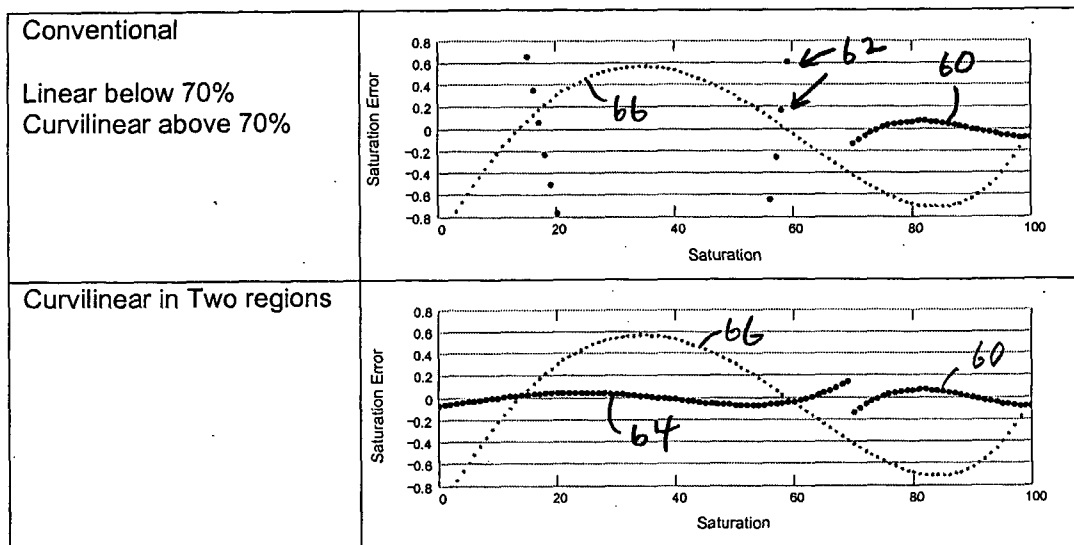 Conventional
Linear below 70%
Curvilinear above 70%
Saturation Error
0.8
0.6
0.4
0.2
0
-0.2
-0.4
-0.6
-0.8
66
62
60
0 20 40 60 80 100
Saturation
Curvilinear in Two regions
Saturation Error
0.8
0.6
0.4
0.2
0
-0.2
-0.4
-0.6
-0.8
66
60
64
0 20 40 60 80 100
Saturation